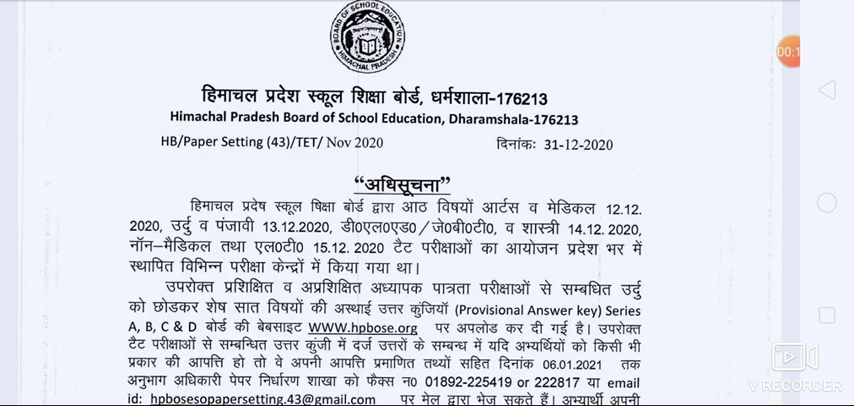 BOARD OF SCHOOL EDUCATION
HIMACHAL PRADESH
00:1
हिमाचल प्रदेश स्कूल शिक्षा बोर्ड, धर्मशाला-176213
Himachal Pradesh Board of School Education, Dharamshala-176213
HB/Paper Setting (43)/TET/ Nov 2020 दिनांकः 31-12-2020
“अधिसूचना”
हिमाचल प्रदेष स्कूल षिक्षा बोर्ड द्वारा आठ विषयों आर्टस व मेडिकल 12.12.
2020, उर्दु व पंजावी 13.12.2020, डी0एल0एड0/जे0बी0टी0, व शास्त्री 14.12.2020,
नॉन–मैडिकल तथा एल0टी0 15.12.2020 टैट परीक्षाओं का आयोजन प्रदेश भर में
स्थापित विभिन्न परीक्षा केन्द्रों में किया गया था।
उपरोक्त प्रशिक्षित व अप्रशिक्षित अध्यापक पात्रता परीक्षाओं से सम्बधित उर्दु
को छोडकर शेष सात विषयों की अस्थाई उत्तर कुंजियॉ (Provisional Answer key) Series
A, B, C & D बोर्ड की बेबसाइट WWW.hpbose.org पर अपलोड कर दी गई है। उपरोक्त
टैट परीक्षाओं से सम्बन्धित उत्तर कुंजी में दर्ज उत्तरों के सम्बन्ध में यदि अभ्यर्थियों को किसी भी
प्रकार की आपत्ति हो तो वे अपनी आपत्ति प्रमाणित तथ्यों सहित दिनांक 06.01.2021 तक
अनुभाग अधिकारी पेपर निर्धारण शाखा को फैक्स न0 01892-225419 or 222817 या email
id: hpbosesopapersetting.43@gmail.com पर मेल द्वारा भेज सकते हैं। अभ्यार्थी अपनी
V RECORDER